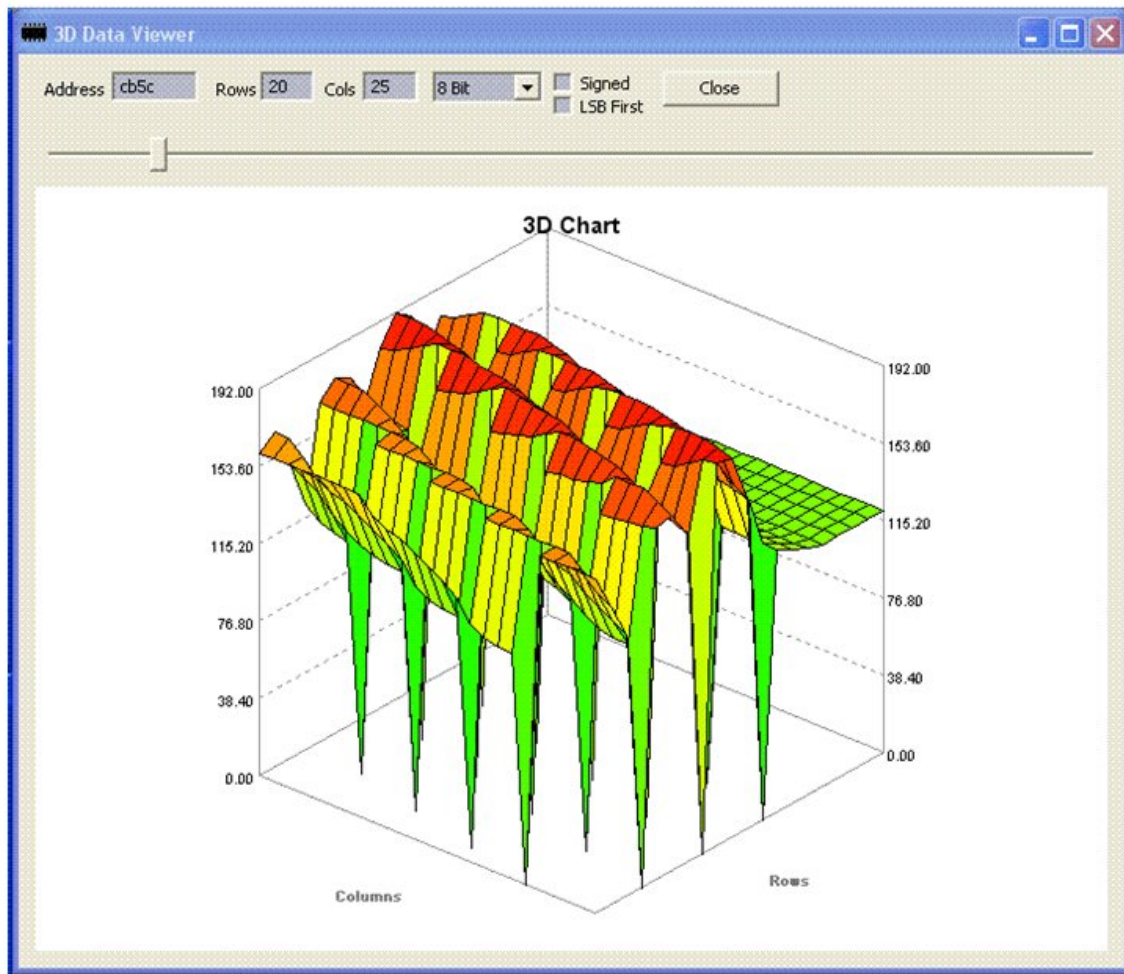 3D Data Viewer
Address cb5c Rows 20 Cols 25 8 Bit Signed Close
LSB First
3D Chart
192.00 192.00
153.60 153.60
115.20 115.20
76.80 76.80
38.40 38.40
0.00 0.00
Columns Rows